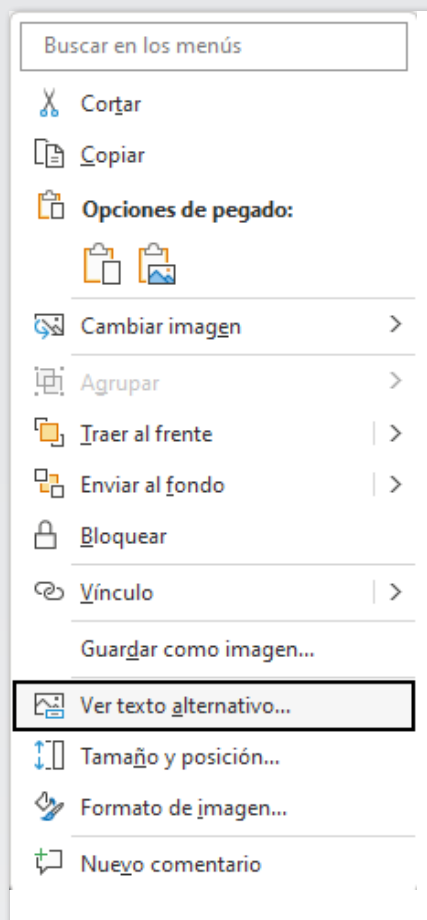 Buscar en los menús
Cortar
Copiar
Opciones de pegado:
Cambiar imagen
Agrupar
Traer al frente
Enviar al fondo
Bloquear
Vínculo
Guardar como imagen...
Ver texto alternativo...
Tamaño y posición...
Formato de imagen...
Nuevo comentario